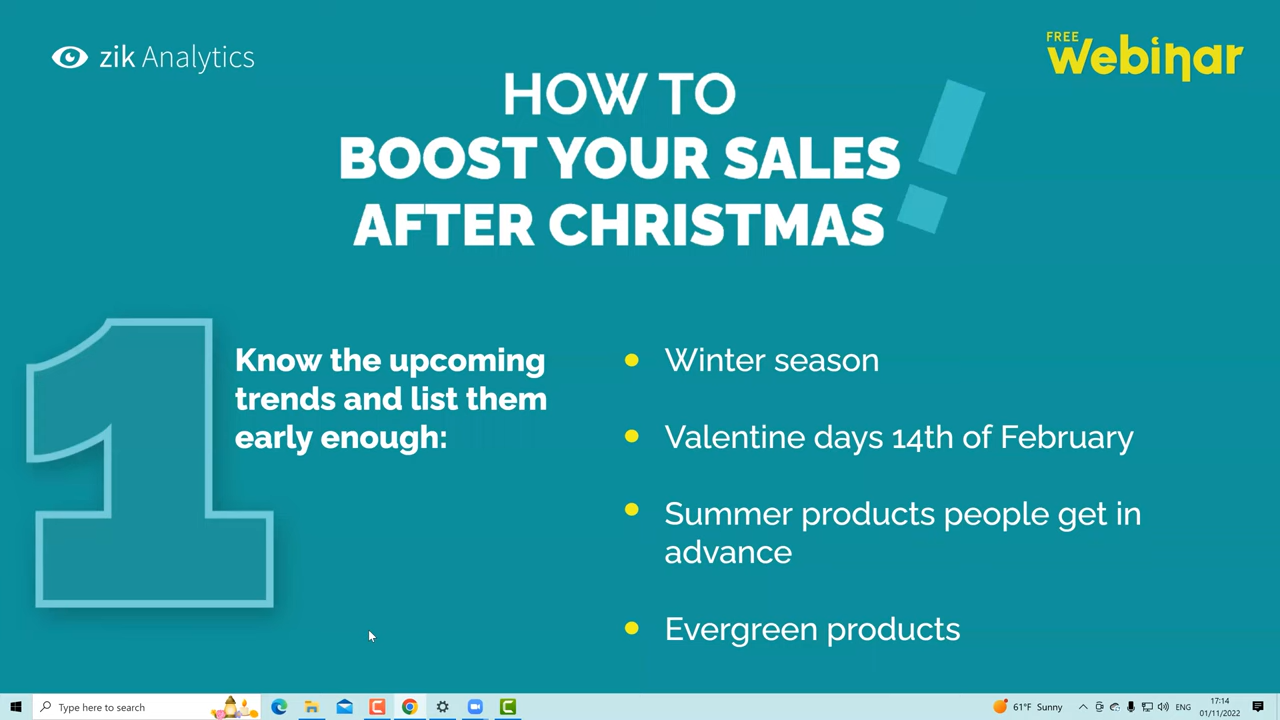 zik Analytics
FREE
Webinar
HOW TO
BOOST YOUR SALES
AFTER CHRISTMAS!
1
Know the upcoming
trends and list them
early enough:
Winter season
Valentine days 14th of February
Summer products people get in
advance
Evergreen products
Type here to search
61°F Sunny
ENG
17:14
01/11/2022